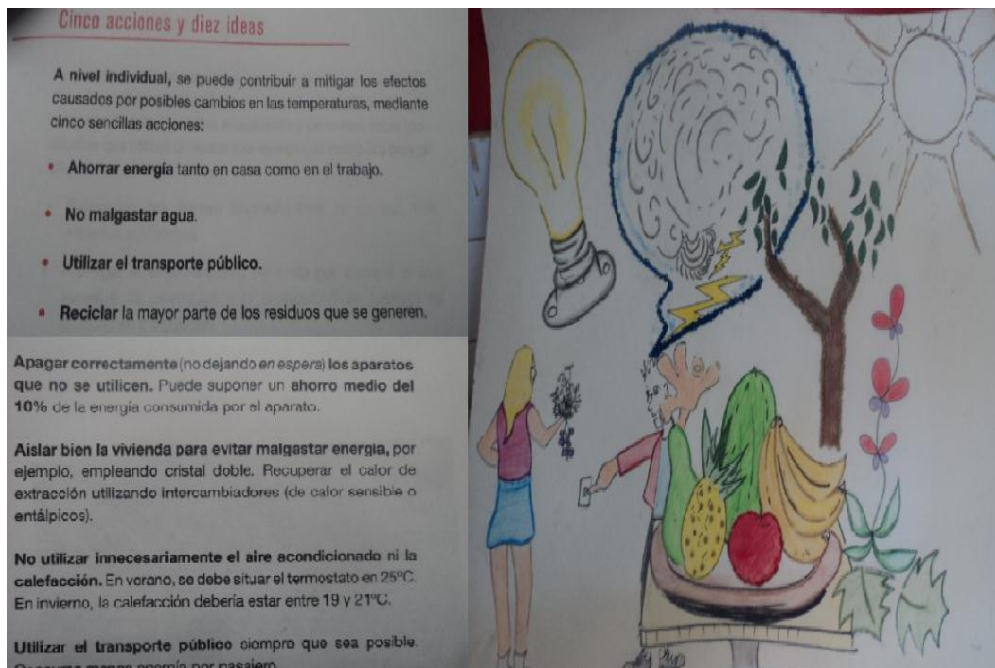 Cinco acciones y diez ideas
A nivel individual, se puede contribuir a mitigar los efectos
causados por posibles cambios en las temperaturas, mediante
cinco sencillas acciones:
• Ahorrar energía tanto en casa como en el trabajo.
• No malgastar agua.
• Utilizar el transporte público.
• Reciclar la mayor parte de los residuos que se generen.
Apagar correctamente (no dejando en espera) los aparatos
que no se utilicen. Puede suponer un ahorro medio del
10% de la energía consumida por el aparato.
Aislar bien la vivienda para evitar malgastar energía, por
ejemplo, empleando cristal doble. Recuperar el calor de
extracción utilizando intercambiadores (de calor sensible o
entálpicos).
No utilizar innecesariamente el aire acondicionado ni la
calefacción. En verano, se debe situar el termostato en 25ºC.
En invierno, la calefacción debería estar entre 19 y 21ºC.
Utilizar el transporte público siempre que sea posible.
Consume menos energía por pasajero